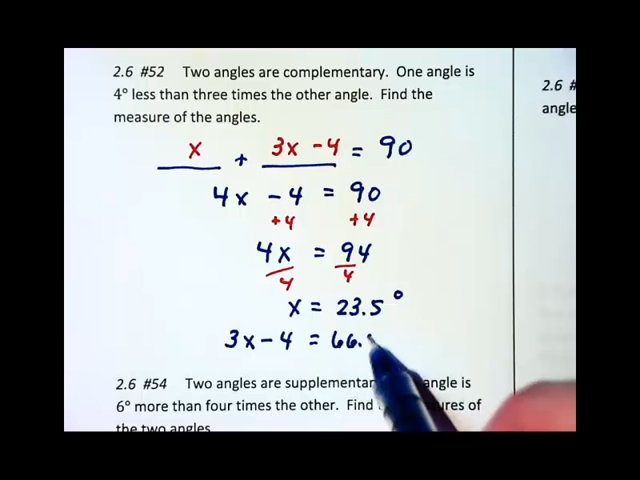 2.6 #52 Two angles are complementary. One angle is
4° less than three times the other angle. Find the
measure of the angles.
x + 3x - 4 = 90
4x - 4 = 90
+4 +4
4x = 94
4 4
x = 23.5°
3x - 4 = 66.
2.6 #54 Two angles are supplementar angle is
6° more than four times the other. Find ures of
the two angles
2.6 #
angle